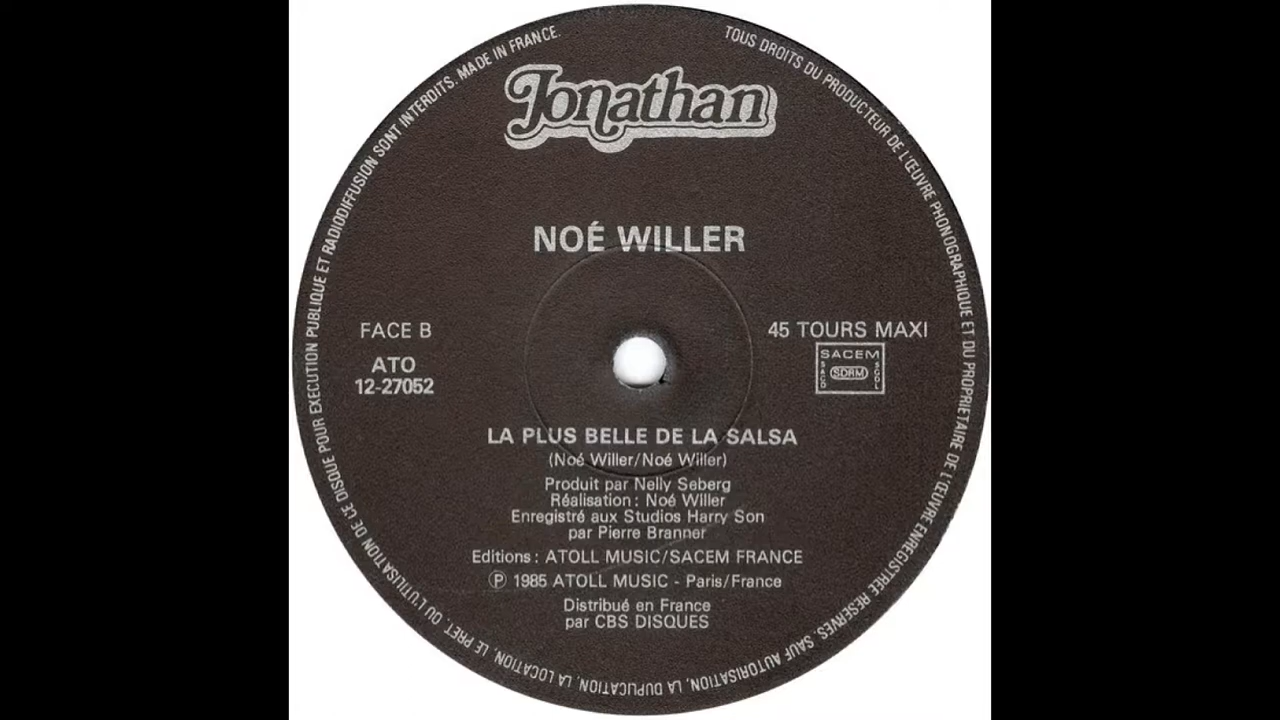 Jonathan
NOÉ WILLER
FACE B
ATO
12-27052
45 TOURS MAXI
SACEM
SACD
SDRM
SGDL
LA PLUS BELLE DE LA SALSA
(Noé Willer/Noé Willer)
Produit par Nelly Seberg
Réalisation : Noé Willer
Enregistré aux Studios Harry Son
par Pierre Branner
Editions : ATOLL MUSIC/SACEM FRANCE
Ⓟ 1985 ATOLL MUSIC - Paris/France
Distribué en France
par CBS DISQUES
TOUS DROITS DU PRODUCTEUR DE L'ŒUVRE PHONOGRAPHIQUE ET DU PROPRIETAIRE DE L'ŒUVRE ENREGISTREE RESERVES. SAUF AUTORISATION, LA DUPLICATION, LA LOCATION, LE PRET, OU L'UTILISATION DE CE DISQUE POUR EXECUTION PUBLIQUE ET RADIODIFFUSION SONT INTERDITS. MADE IN FRANCE.